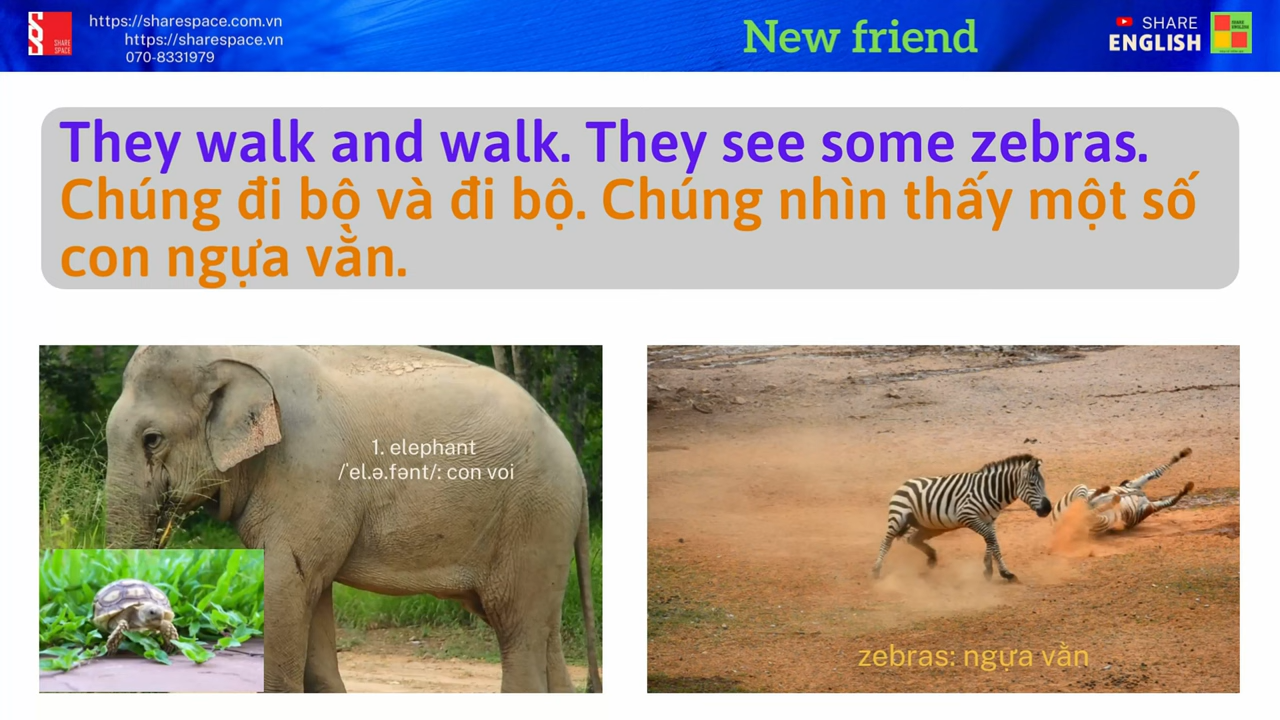 https://sharespace.com.vn
https://sharespace.vn
070-8331979
SHARE
SPACE
New friend
SHARE
ENGLISH
They walk and walk. They see some zebras.
Chúng đi bộ và đi bộ. Chúng nhìn thấy một số
con ngựa vằn.
1. elephant
/ˈel.ə.fənt/: con voi
zebras: ngựa vằn